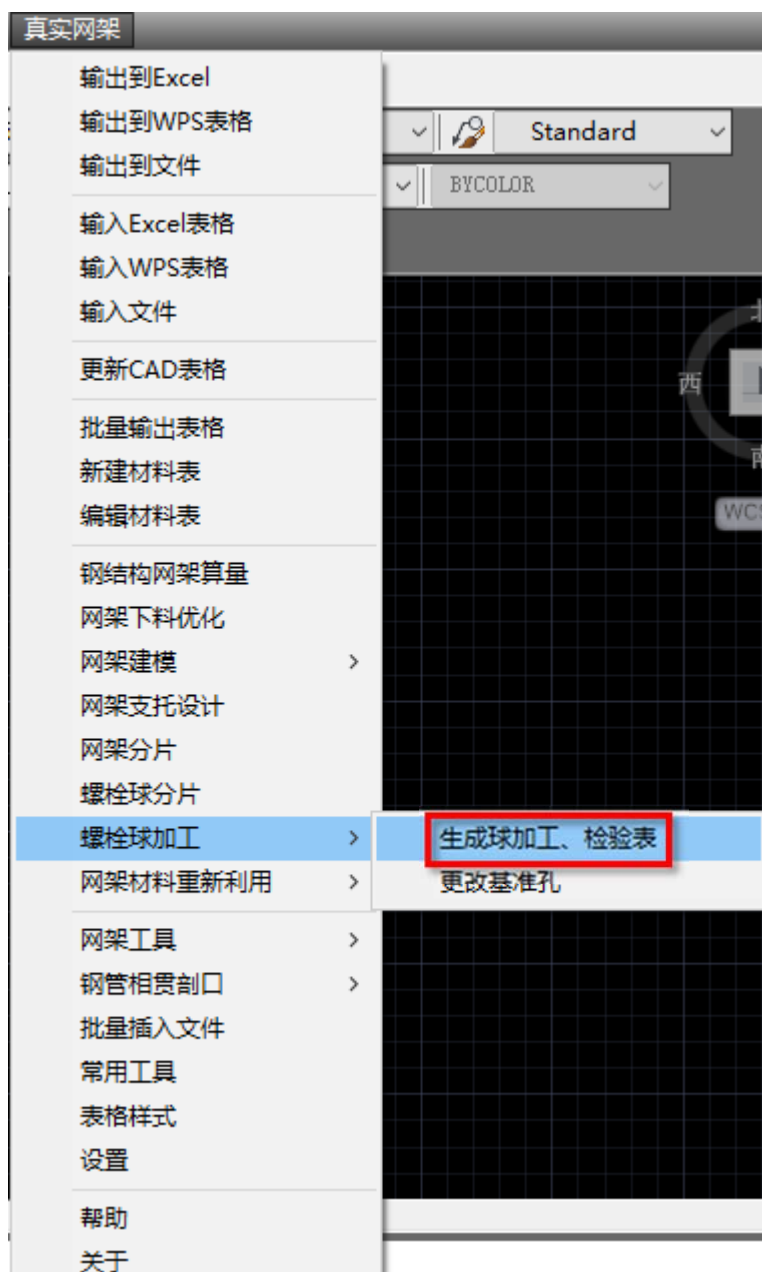 真实网架
输出到Excel
输出到WPS表格
输出到文件
Standard
BYCOLOR
输入Excel表格
输入WPS表格
输入文件
更新CAD表格
西
批量输出表格
新建材料表
编辑材料表
WCS
钢结构网架算量
网架下料优化
网架建模
网架支托设计
网架分片
螺栓球分片
螺栓球加工
生成球加工、检验表
网架材料重新利用
更改基准孔
网架工具
钢管相贯剖口
批量插入文件
常用工具
表格样式
设置
帮助
关于